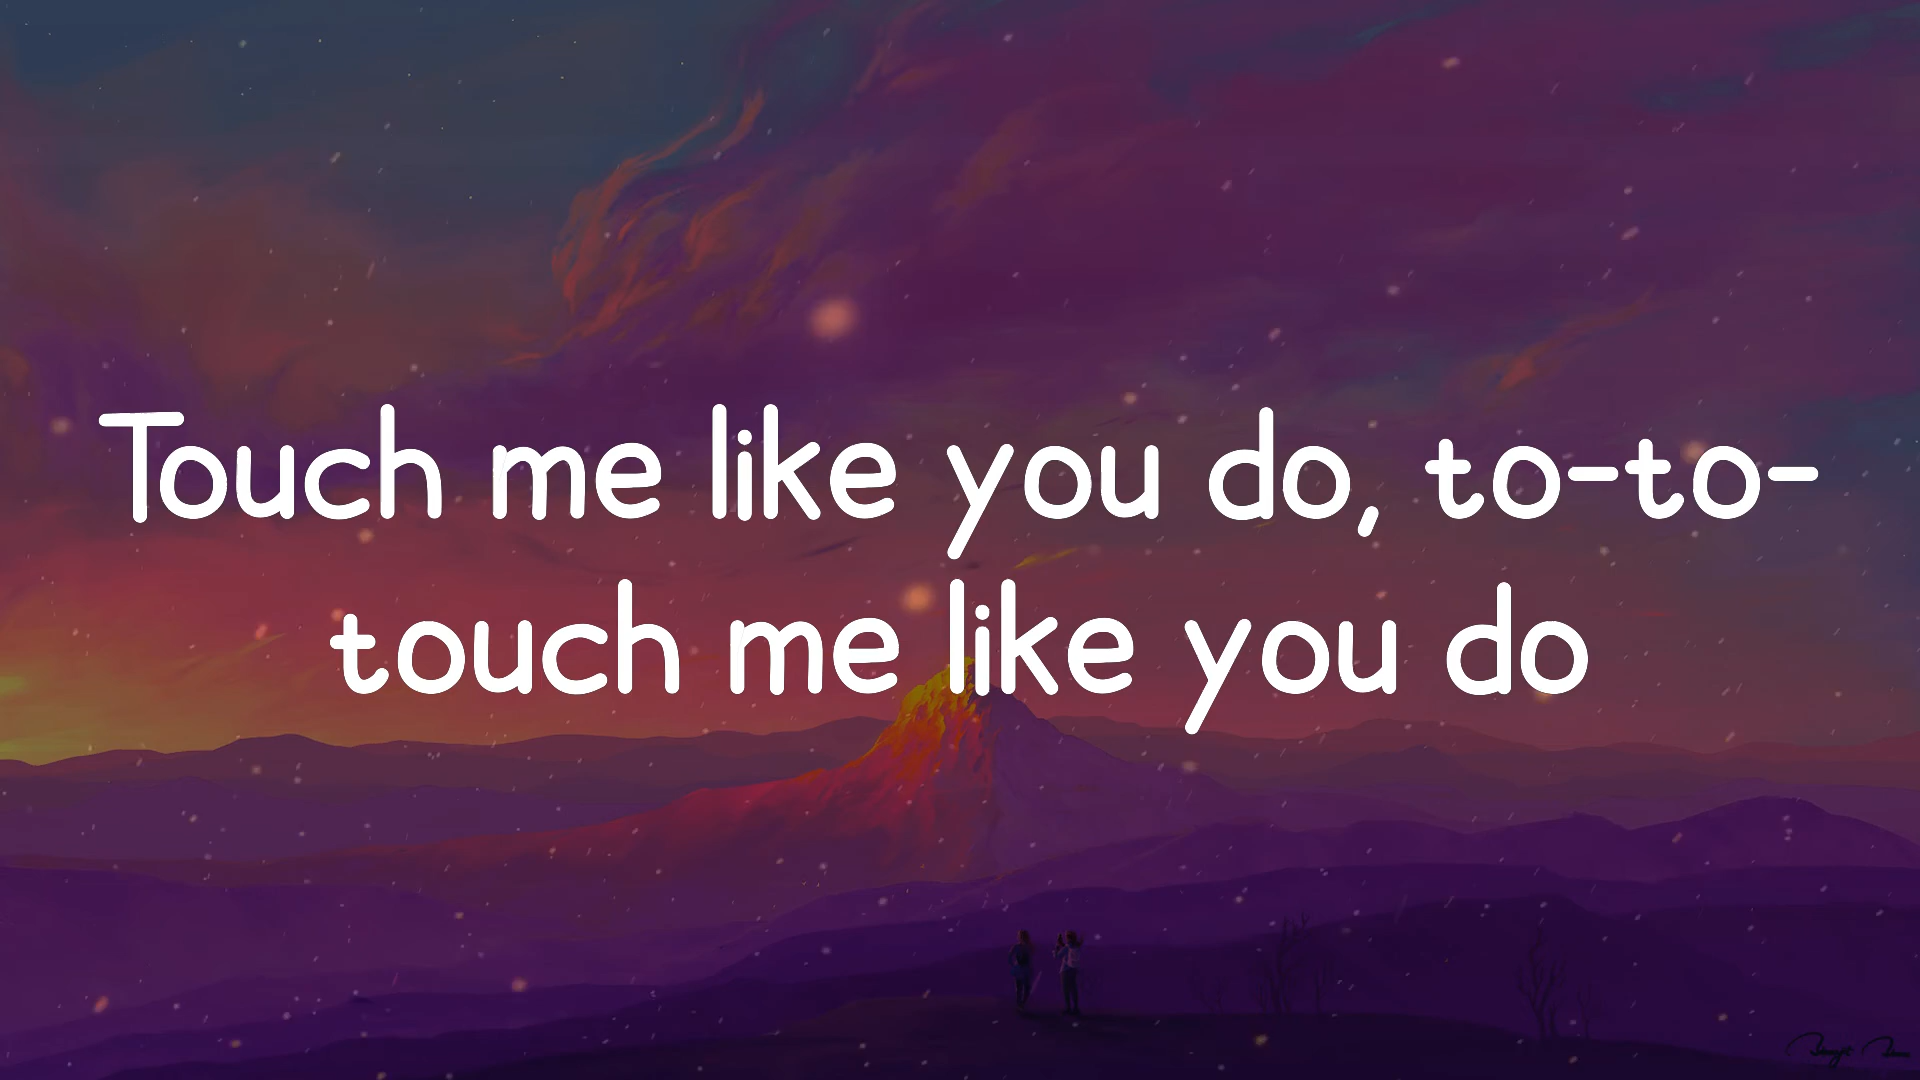 Touch me like you do, to-to-
touch me like you do